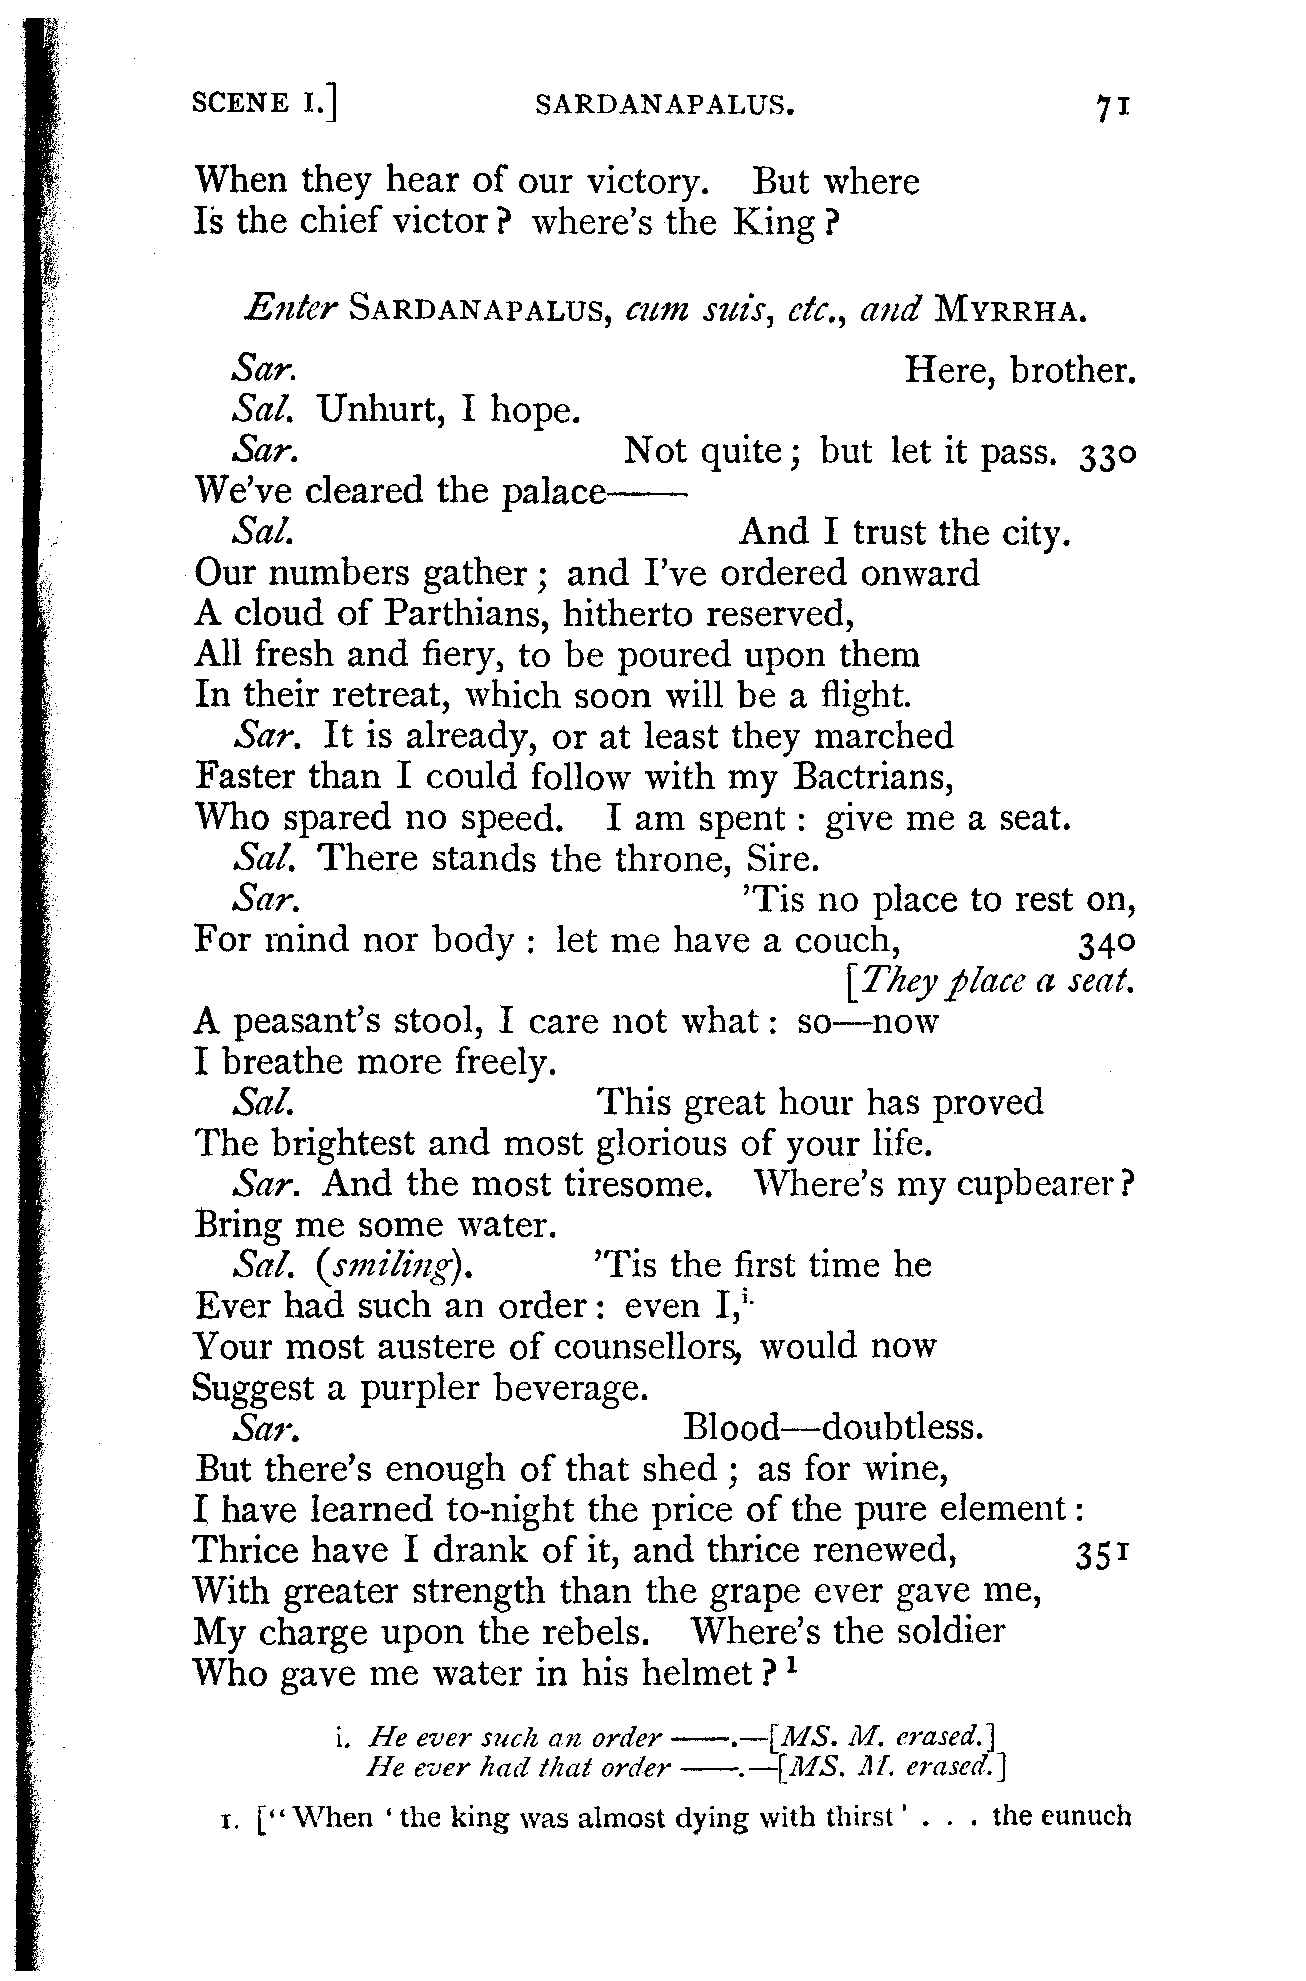 SCENE I.] SARDANAPALUS. 71
When they hear of our victory. But where
Is the chief victor? where's the King?
Enter SARDANAPALUS, cum suis, etc., and MYRRHA.
Sar. Here, brother.
Sal. Unhurt, I hope.
Sar. Not quite; but let it pass. 330
We've cleared the palace——
Sal. And I trust the city.
Our numbers gather; and I've ordered onward
A cloud of Parthians, hitherto reserved,
All fresh and fiery, to be poured upon them
In their retreat, which soon will be a flight.
Sar. It is already, or at least they marched
Faster than I could follow with my Bactrians,
Who spared no speed. I am spent: give me a seat.
Sal. There stands the throne, Sire.
Sar. 'Tis no place to rest on,
For mind nor body: let me have a couch, 340
[They place a seat.
A peasant's stool, I care not what: so—now
I breathe more freely.
Sal. This great hour has proved
The brightest and most glorious of your life.
Sar. And the most tiresome. Where's my cupbearer?
Bring me some water.
Sal. (smiling). 'Tis the first time he
Ever had such an order: even I,i.
Your most austere of counsellors, would now
Suggest a purpler beverage.
Sar. Blood—doubtless.
But there's enough of that shed; as for wine,
I have learned to-night the price of the pure element:
Thrice have I drank of it, and thrice renewed, 351
With greater strength than the grape ever gave me,
My charge upon the rebels. Where's the soldier
Who gave me water in his helmet?1
i. He ever such an order ——.—[MS. M. erased.]
He ever had that order ——.—[MS. M. erased.]
1. ["When 'the king was almost dying with thirst' . . . the eunuch